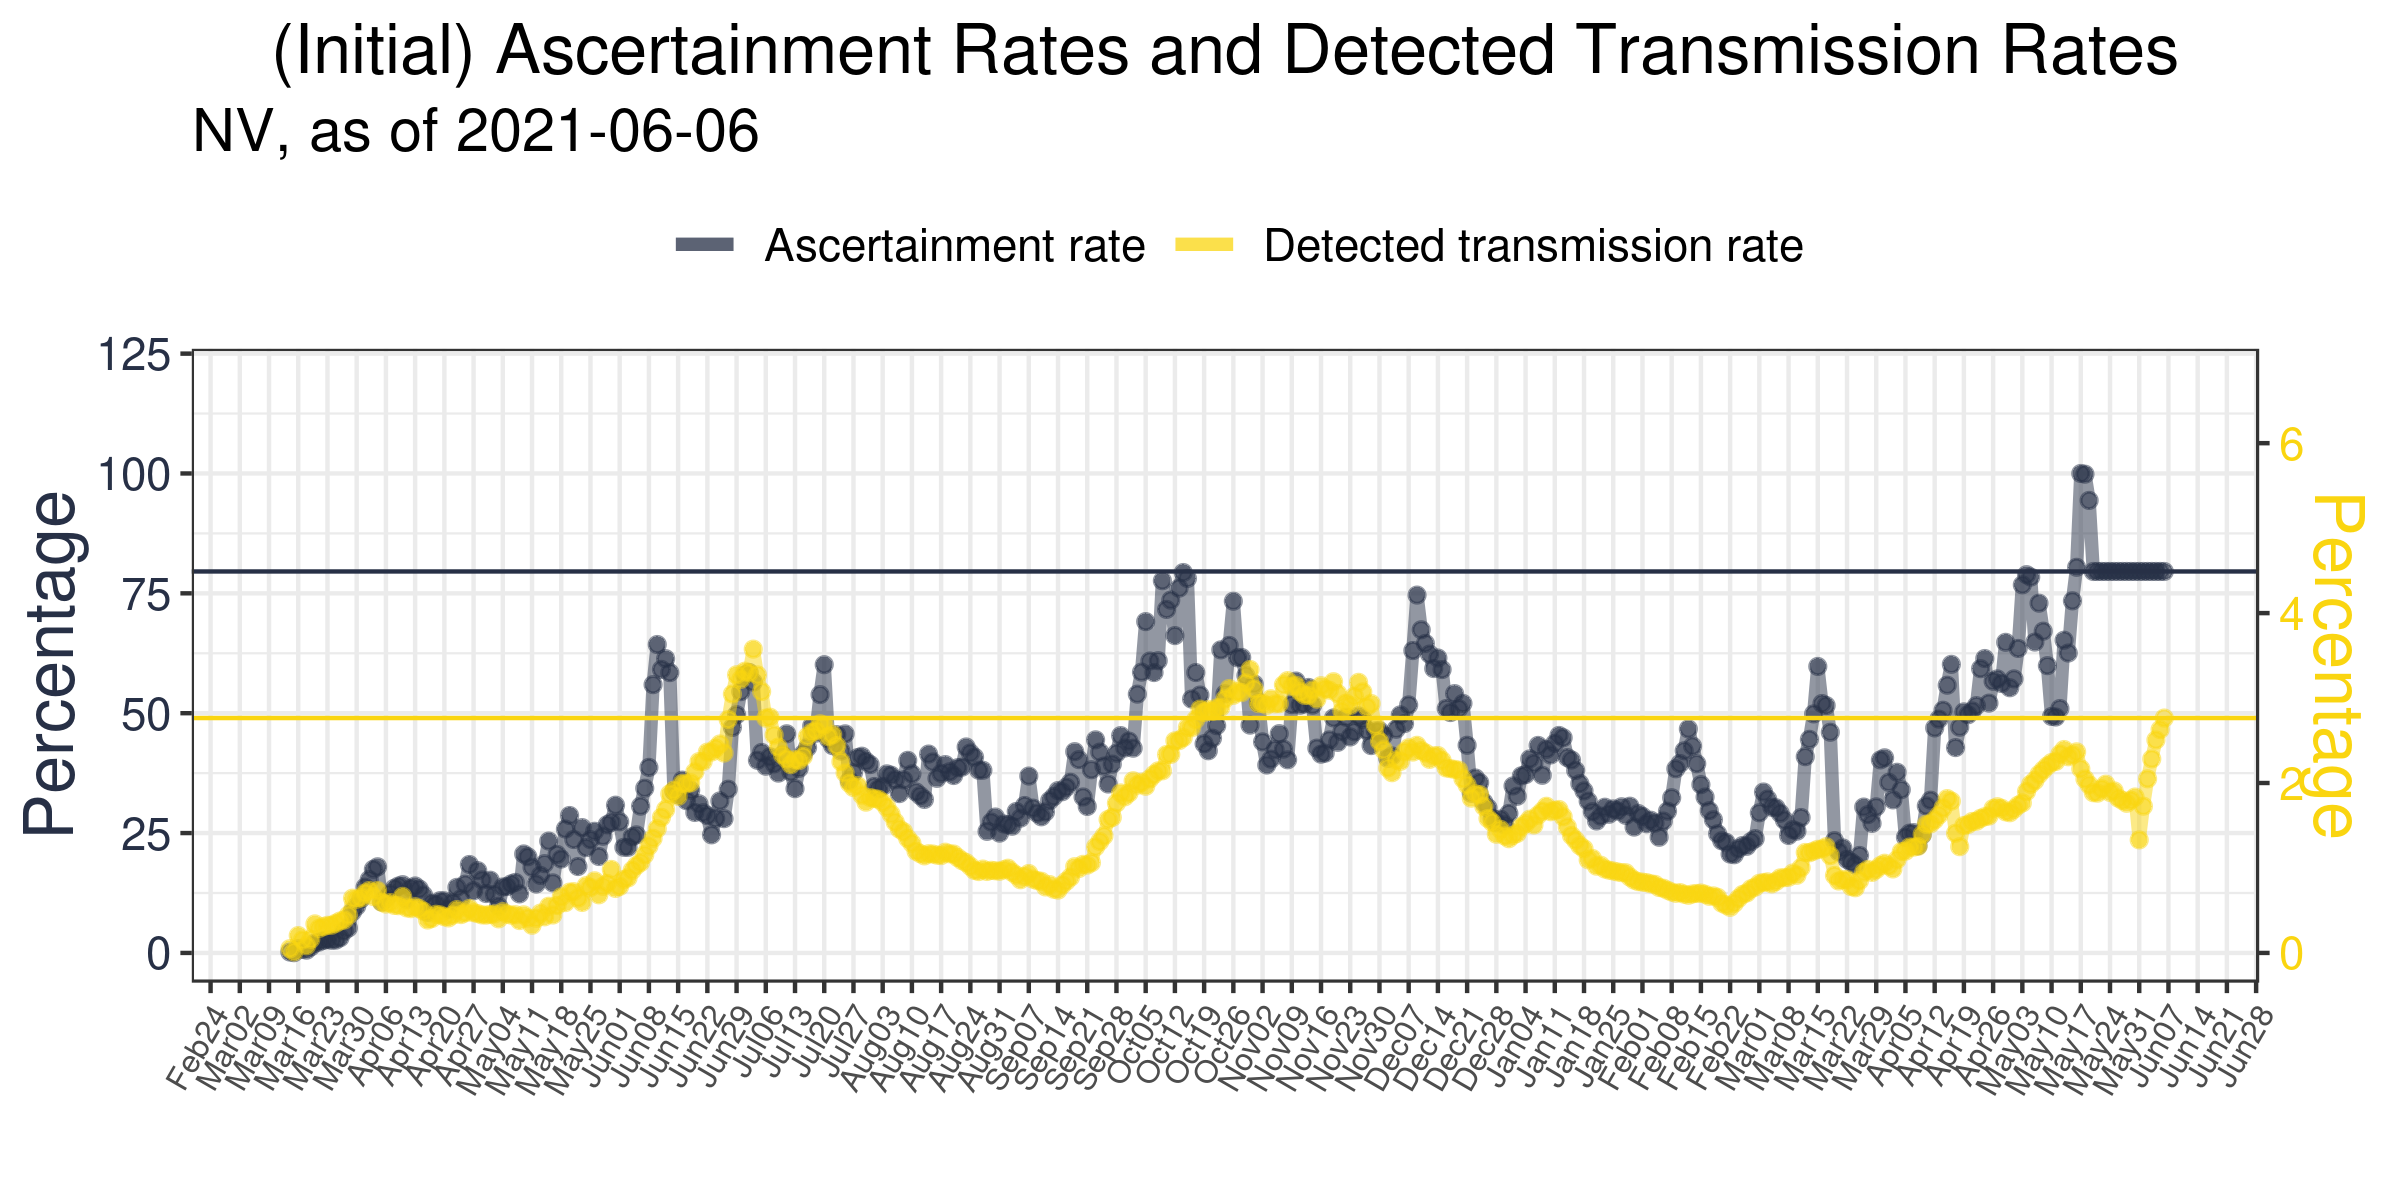 (Initial) Ascertainment Rates and Detected Transmission Rates
NV, as of 2021-06-06
Ascertainment rate
Detected transmission rate
Percentage
125
100
75
50
25
0
6
4
2
0
Percentage
Feb24
Mar02
Mar09
Mar16
Mar23
Mar30
Apr06
Apr13
Apr20
Apr27
May04
May11
May18
May25
Jun01
Jun08
Jun15
Jun22
Jun29
Jul06
Jul13
Jul20
Jul27
Aug03
Aug10
Aug17
Aug24
Aug31
Sep07
Sep14
Sep21
Sep28
Oct05
Oct12
Oct19
Oct26
Nov02
Nov09
Nov16
Nov23
Nov30
Dec07
Dec14
Dec21
Dec28
Jan04
Jan11
Jan18
Jan25
Feb01
Feb08
Feb15
Feb22
Mar01
Mar08
Mar15
Mar22
Mar29
Apr05
Apr12
Apr19
Apr26
May03
May10
May17
May24
May31
Jun07
Jun14
Jun21
Jun28